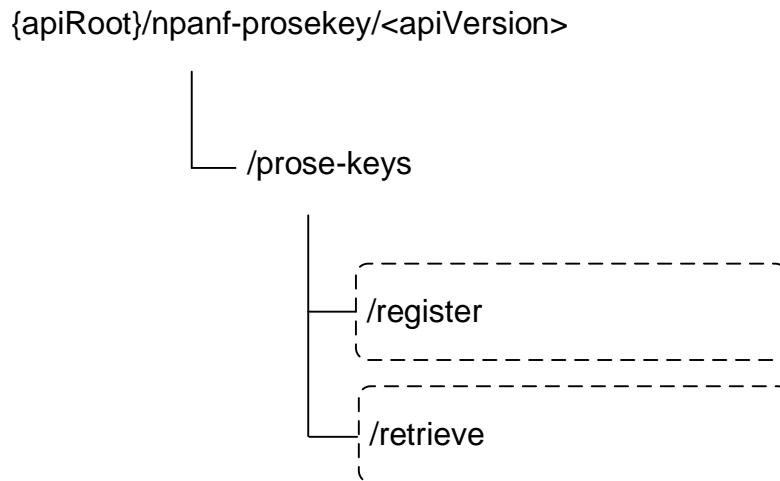 {apiRoot}/npanf-prosekey/<apiVersion>
/prose-keys
/register
/retrieve